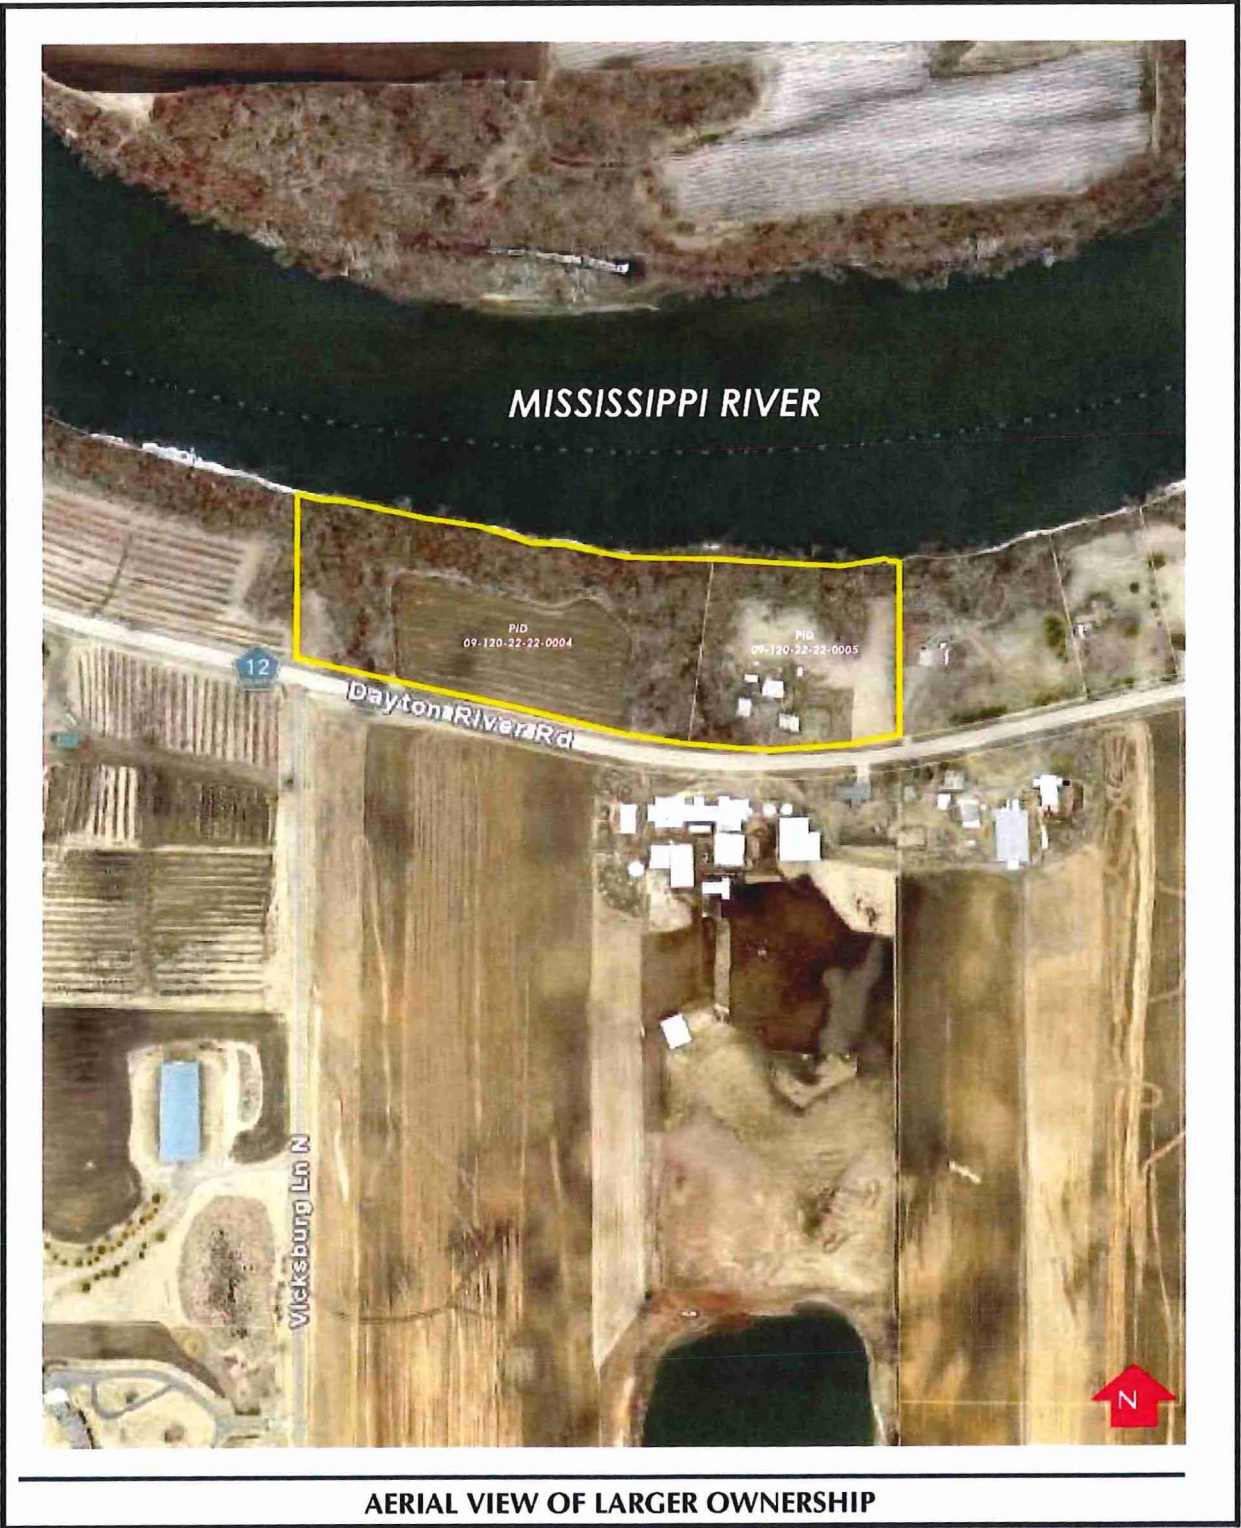 MISSISSIPPI RIVER
PID
09-120-22-22-0004
PID
09-120-22-22-0005
12
Dayton River Rd
Vicksburg Ln N
N
AERIAL VIEW OF LARGER OWNERSHIP